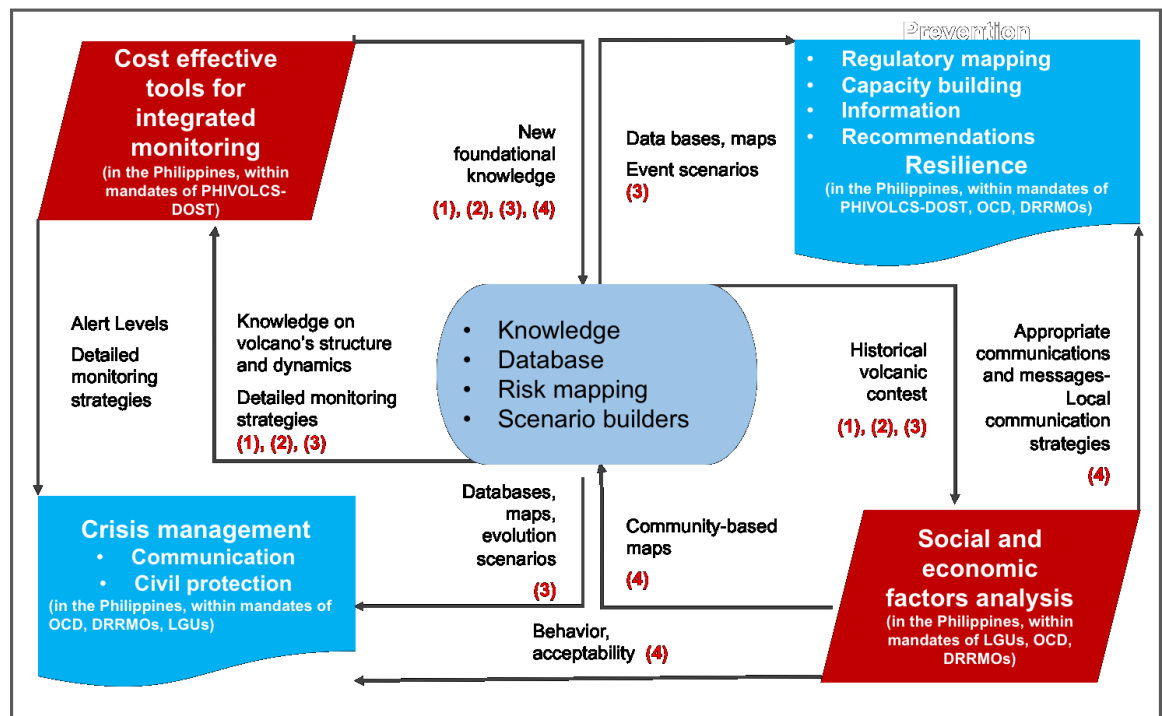 Cost effective
tools for
integrated
monitoring
(in the Philippines, within
mandates of PHIVOLCS-
DOST)
New
foundational
knowledge
(1), (2), (3), (4)
Data bases, maps
Event scenarios
(3)
Prevention
• Regulatory mapping
• Capacity building
• Information
• Recommendations
Resilience
(in the Philippines, within mandates of
PHIVOLCS-DOST, OCD, DRRMOs)
Alert Levels
Detailed
monitoring
strategies
Knowledge on
volcano's structure
and dynamics
Detailed monitoring
strategies
(1), (2), (3)
• Knowledge
• Database
• Risk mapping
• Scenario builders
Historical
volcanic
contest
(1), (2), (3)
Appropriate
communications
and messages-
Local
communication
strategies
(4)
Crisis management
• Communication
• Civil protection
(in the Philippines, within mandates of
OCD, DRRMOs, LGUs)
Databases,
maps,
evolution
scenarios
(3)
Community-based
maps
(4)
Behavior,
acceptability (4)
Social and
economic
factors analysis
(in the Philippines, within
mandates of LGUs, OCD,
DRRMOs)